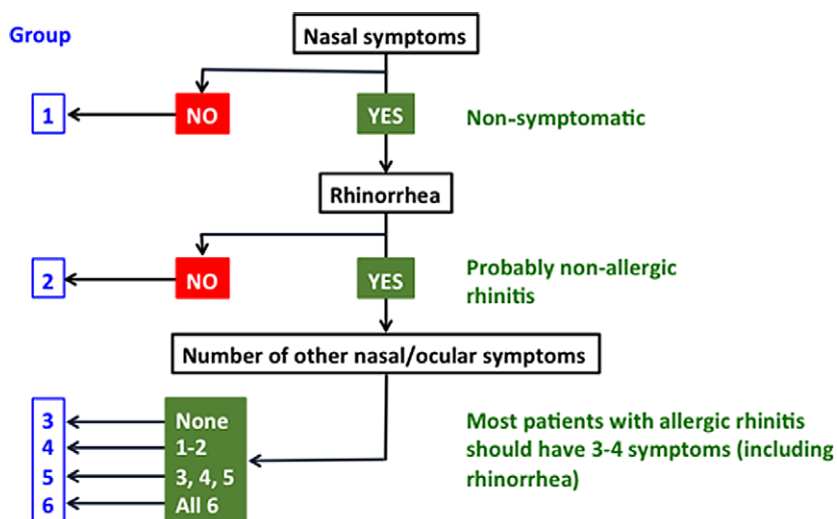 Group
Nasal symptoms
1
NO
YES
Non-symptomatic
Rhinorrhea
2
NO
YES
Probably non-allergic
rhinitis
Number of other nasal/ocular symptoms
3
None
4
1-2
5
3, 4, 5
6
All 6
Most patients with allergic rhinitis
should have 3-4 symptoms (including
rhinorrhea)